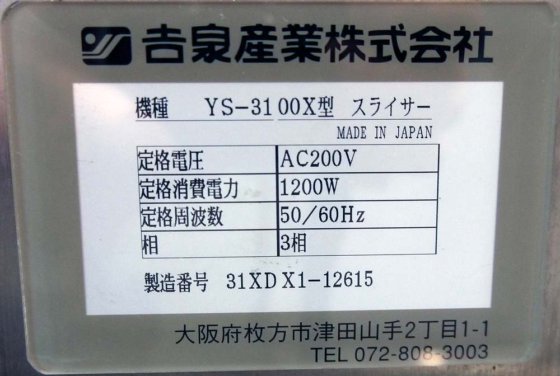 𠮷泉産業株式会社
機種 YS-3100X型 スライサー
MADE IN JAPAN
定格電圧 AC200V
定格消費電力 1200W
定格周波数 50/60Hz
相 3相
製造番号 31XDX1-12615
大阪府枚方市津田山手2丁目1-1
TEL 072-808-3003